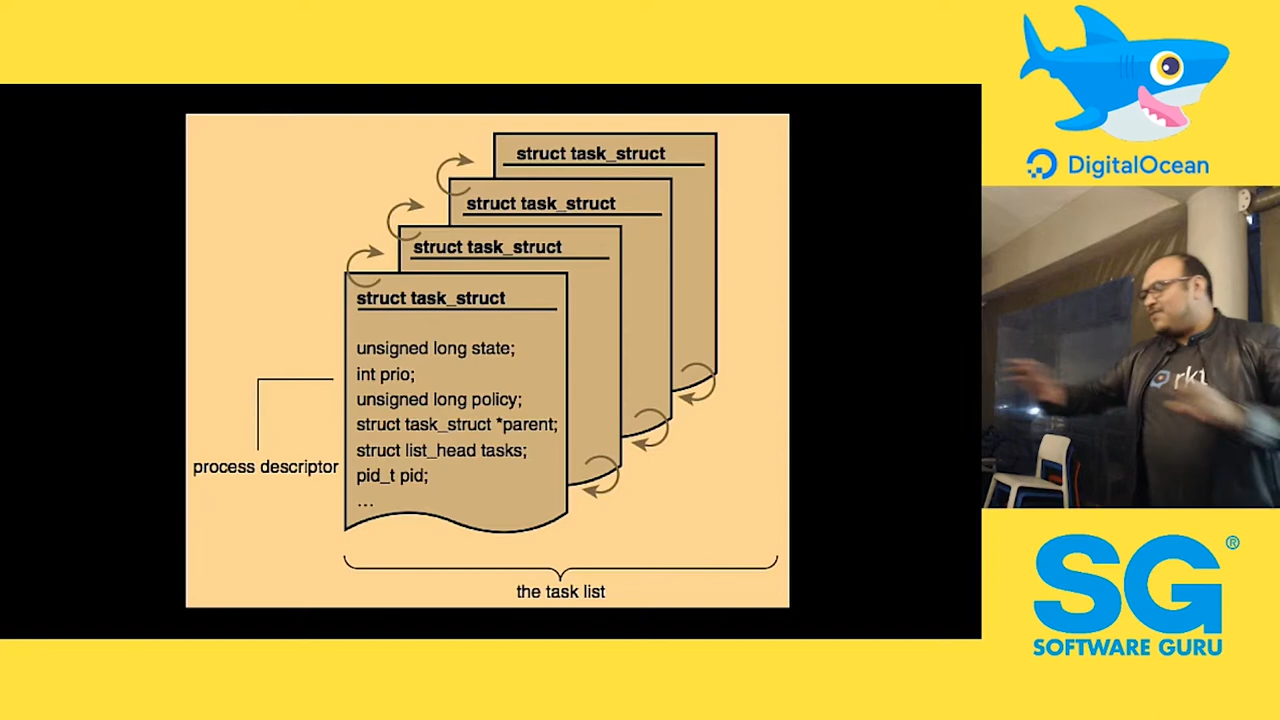 struct task_struct
struct task_struct
struct task_struct
struct task_struct
unsigned long state;
int prio;
unsigned long policy;
struct task_struct *parent;
struct list_head tasks;
pid_t pid;
...
process descriptor
the task list
DigitalOcean
rkt
SG®
SOFTWARE GURU